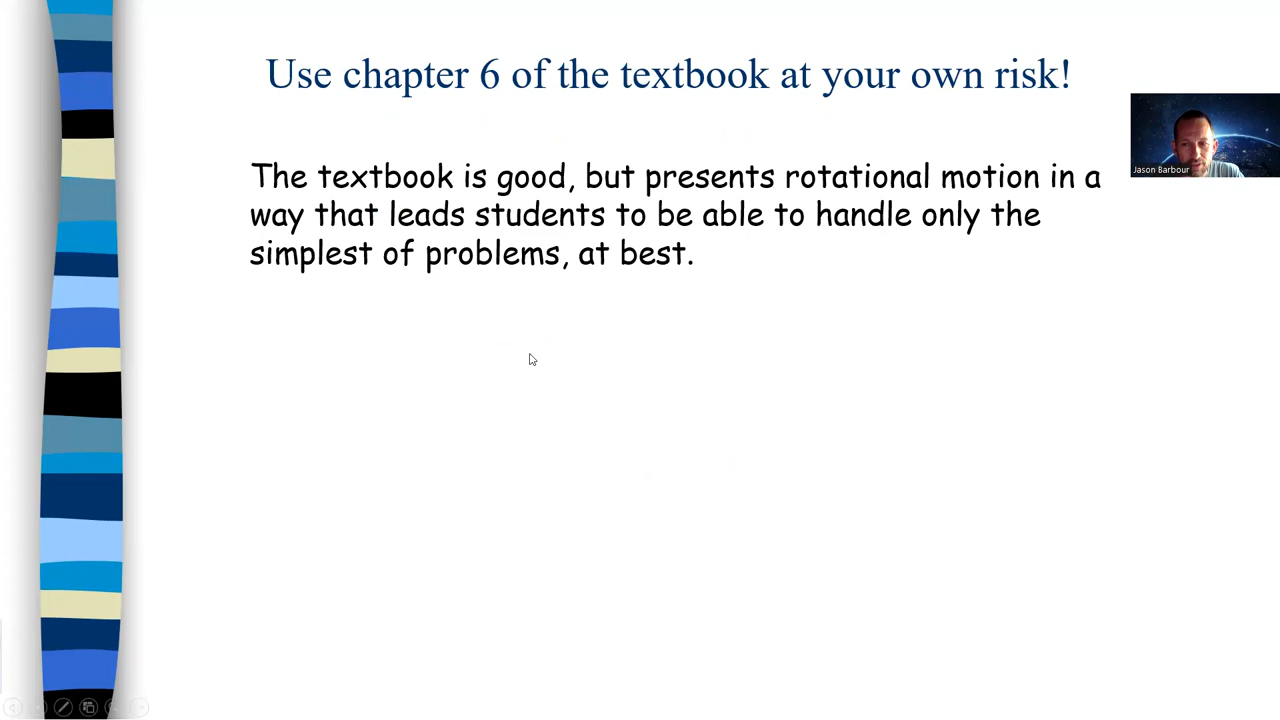 Use chapter 6 of the textbook at your own risk!
The textbook is good, but presents rotational motion in a
way that leads students to be able to handle only the
simplest of problems, at best.
Jason Barbour